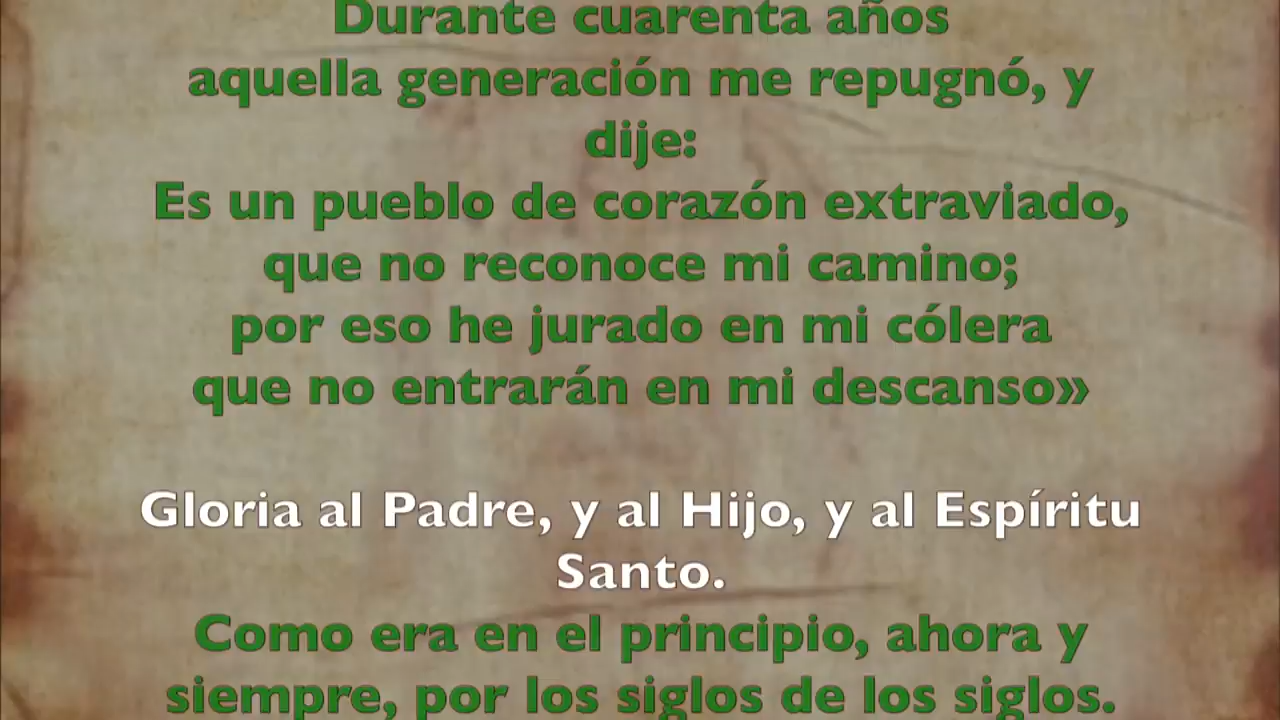 Durante cuarenta años
aquella generación me repugnó, y
dije:
Es un pueblo de corazón extraviado,
que no reconoce mi camino;
por eso he jurado en mi cólera
que no entrarán en mi descanso»
Gloria al Padre, y al Hijo, y al Espíritu
Santo.
Como era en el principio, ahora y
siempre, por los siglos de los siglos.